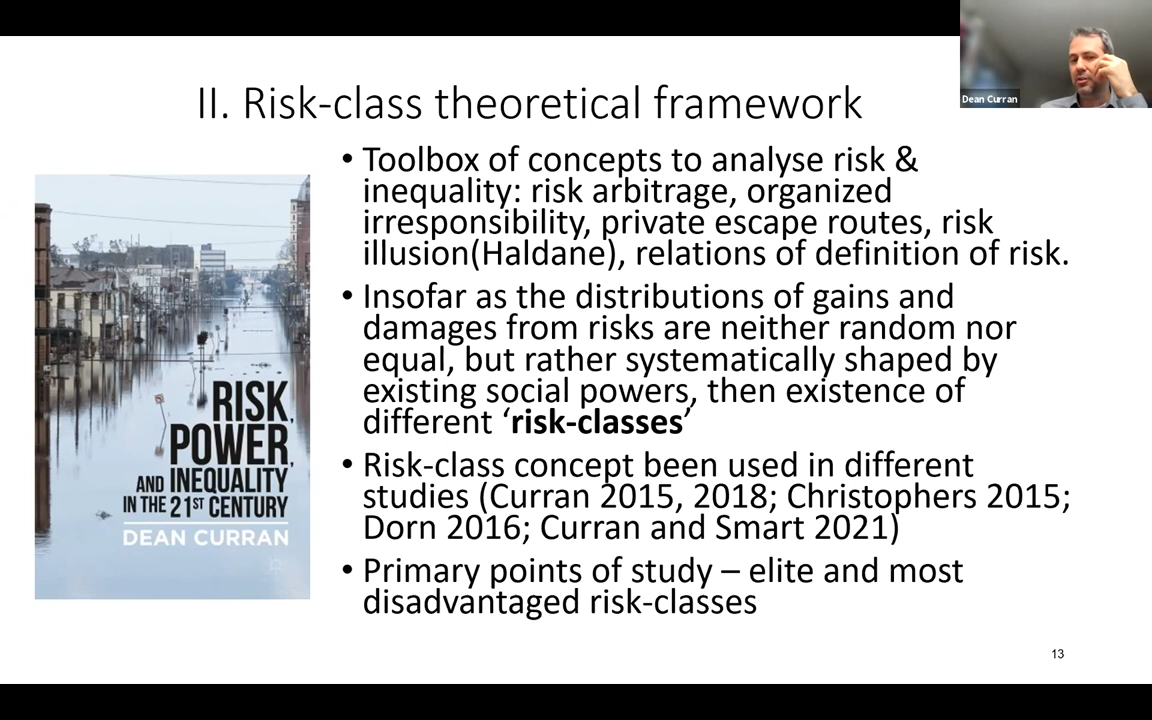 Dean Curran
II. Risk-class theoretical framework
RISK,
POWER,
AND INEQUALITY
IN THE 21ST CENTURY
DEAN CURRAN
• Toolbox of concepts to analyse risk &
inequality: risk arbitrage, organized
irresponsibility, private escape routes, risk
illusion(Haldane), relations of definition of risk.
• Insofar as the distributions of gains and
damages from risks are neither random nor
equal, but rather systematically shaped by
existing social powers, then existence of
different ‘risk-classes’
• Risk-class concept been used in different
studies (Curran 2015, 2018; Christophers 2015;
Dorn 2016; Curran and Smart 2021)
• Primary points of study – elite and most
disadvantaged risk-classes
13